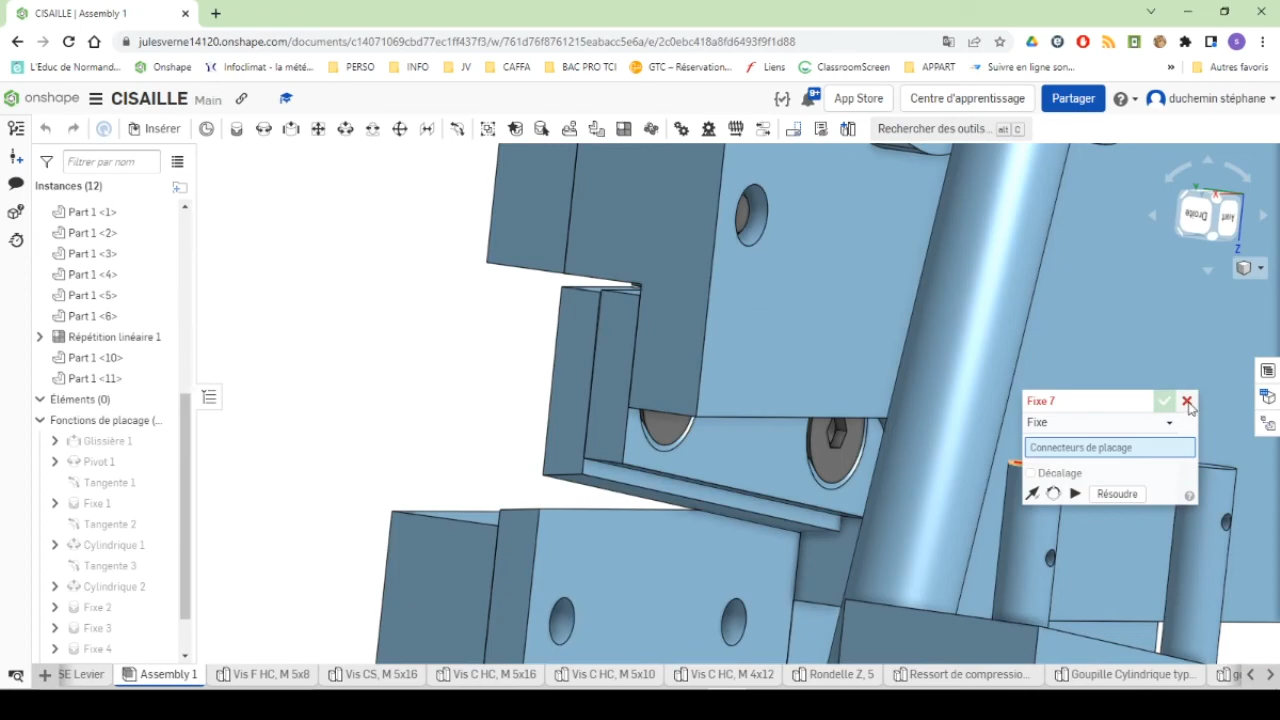 CISAILLE | Assembly 1
julesverne14120.onshape.com/documents/c14071069cbd77ec1ff437f3/w/761d76f8761215eabacc5e6a/e/2c0ebc418a8fd6493f9f1d88
L'Educ de Normand... Onshape Infoclimat - la mété... PERSO INFO JV CAFFA BAC PRO TCI GTC – Réservation... Liens ClassroomScreen APPART Suivre en ligne son... » Autres favoris
onshape CISAILLE Main 9+ App Store Centre d'apprentissage Partager duchemin stéphane
Insérer Rechercher des outils... alt C
Filtrer par nom
Instances (12)
Part 1 <1>
Part 1 <2>
Part 1 <3>
Part 1 <4>
Part 1 <5>
Part 1 <6>
Répétition linéaire 1
Part 1 <10>
Part 1 <11>
Éléments (0)
Fonctions de placage (...
Glissière 1
Pivot 1
Tangente 1
Fixe 1
Tangente 2
Cylindrique 1
Tangente 3
Cylindrique 2
Fixe 2
Fixe 3
Fixe 4
Droite
Z
Fixe 7
Fixe
Connecteurs de placage
Décalage
Résoudre
SE Levier Assembly 1 Vis F HC, M 5x8 Vis CS, M 5x16 Vis C HC, M 5x16 Vis C HC, M 5x10 Vis C HC, M 4x12 Rondelle Z, 5 Ressort de compressio... Goupille Cylindrique typ...